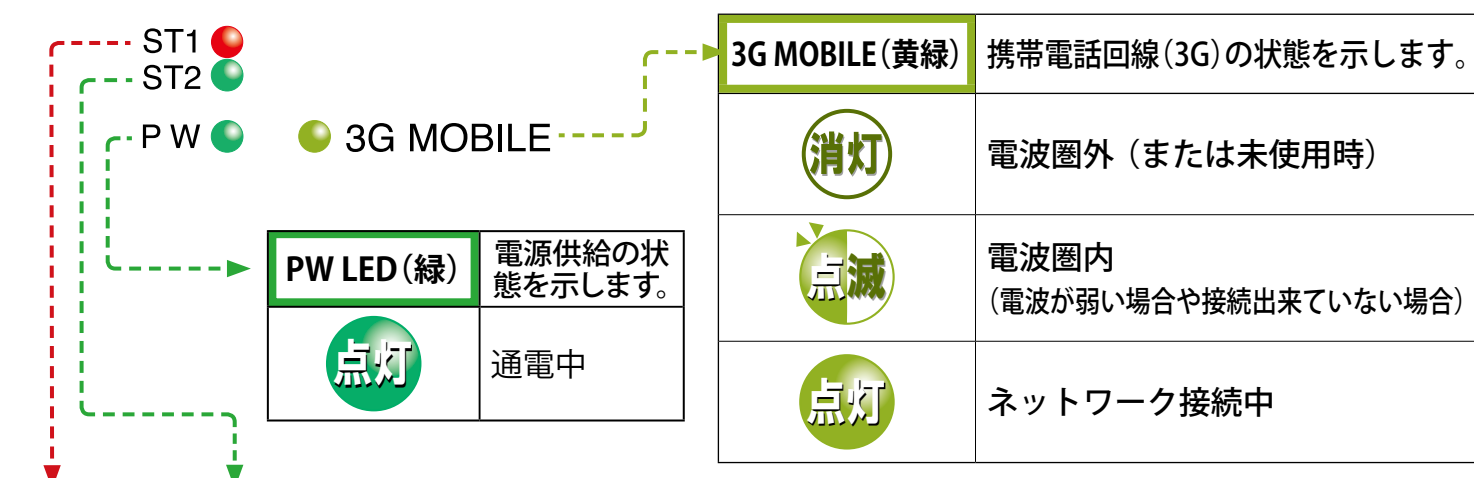 ST1
ST2
P W
3G MOBILE
PW LED（緑）
電源供給の状
態を示します。
点灯
通電中
3G MOBILE（黄緑）
携帯電話回線（3G）の状態を示します。
消灯
電波圏外（または未使用時）
点滅
電波圏内
（電波が弱い場合や接続出来ていない場合）
点灯
ネットワーク接続中